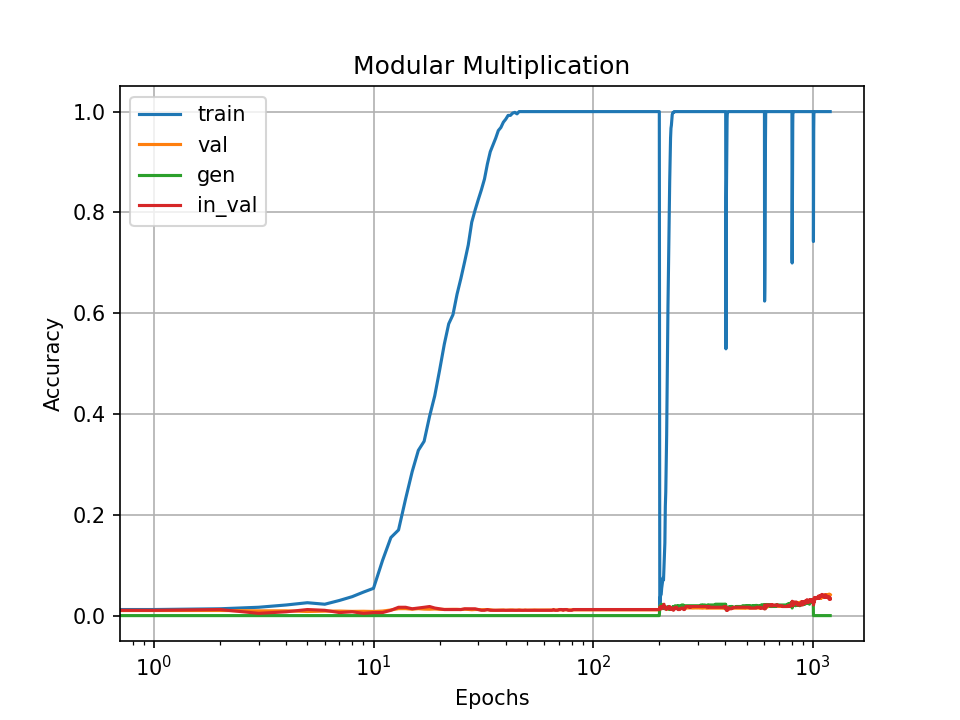 Modular Multiplication
train
val
gen
in_val
1.0
0.8
0.6
0.4
0.2
0.0
Accuracy
10⁰
10¹
10²
10³
Epochs